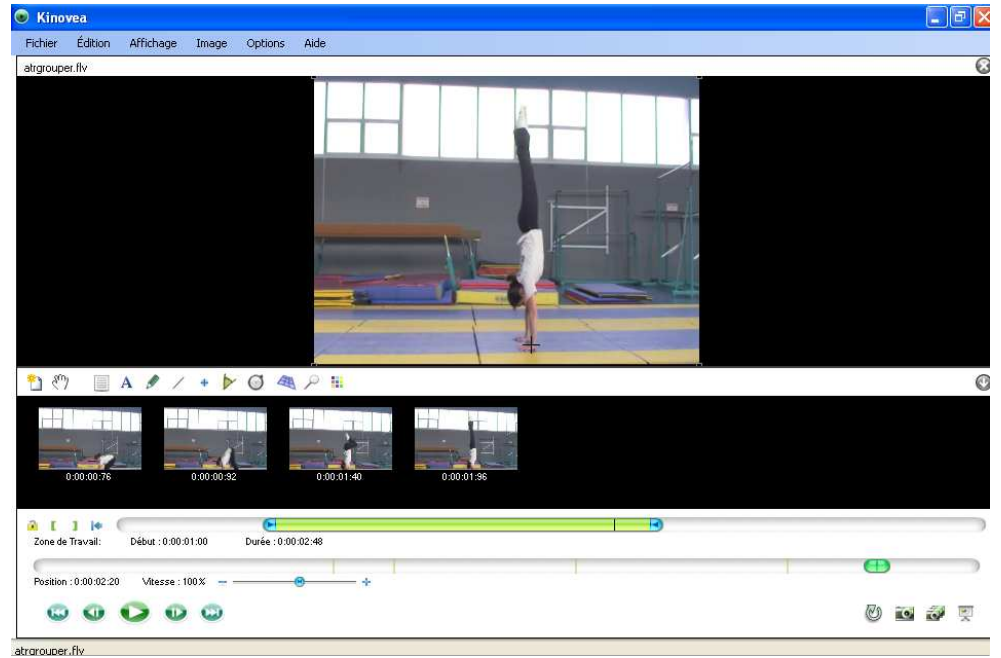 Kinovea
Fichier Édition Affichage Image Options Aide
atrgrouper.flv
A
0:00:00:76 0:00:00:92 0:00:01:40 0:00:01:96
Zone de Travail: Début : 0:00:01:00 Durée : 0:00:02:48
Position : 0:00:02:20 Vitesse : 100%
atrgrouper.flv